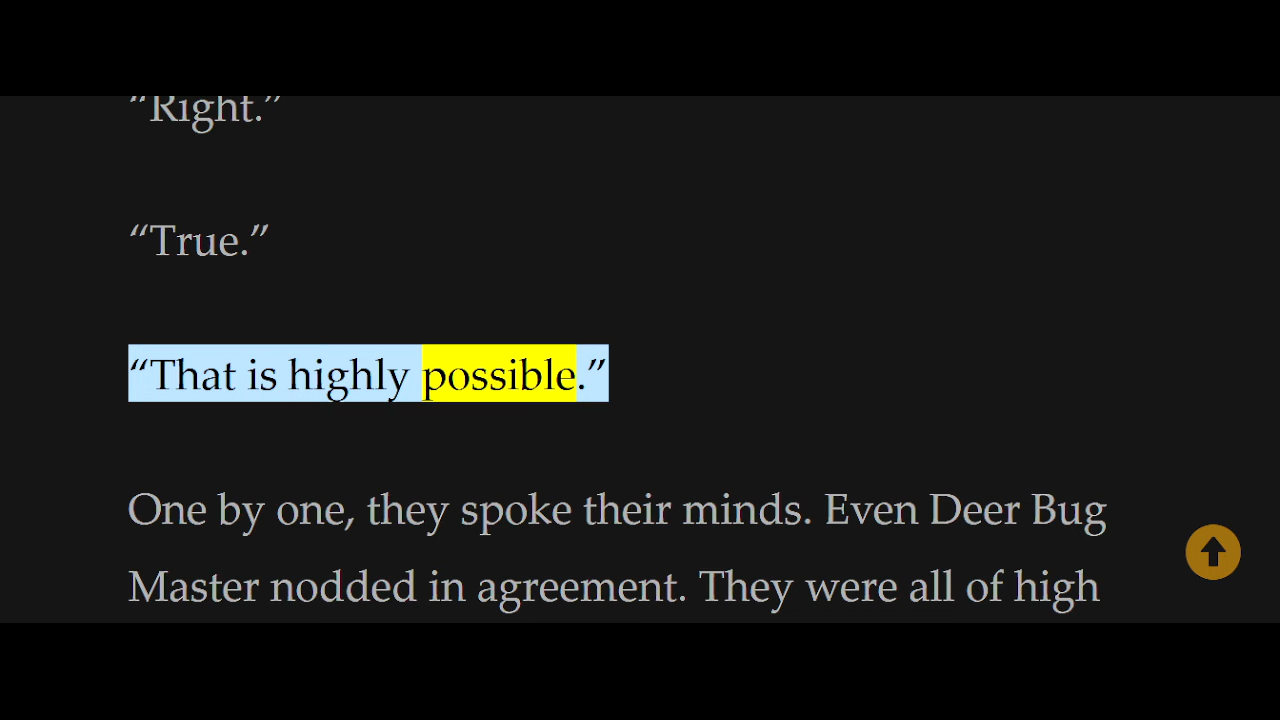 “Right.”
“True.”
“That is highly possible.”
One by one, they spoke their minds. Even Deer Bug
Master nodded in agreement. They were all of high